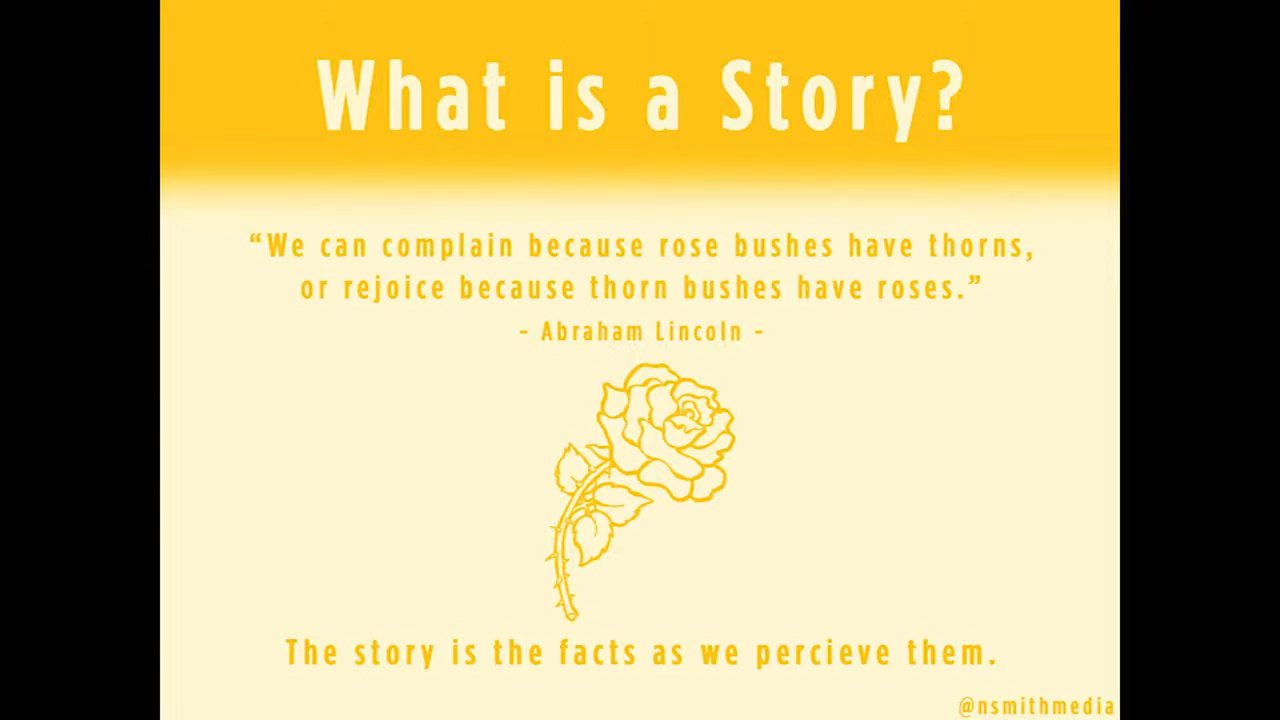 What is a Story?
“We can complain because rose bushes have thorns,
or rejoice because thorn bushes have roses.”
- Abraham Lincoln -
The story is the facts as we percieve them.
@nsmithmedia